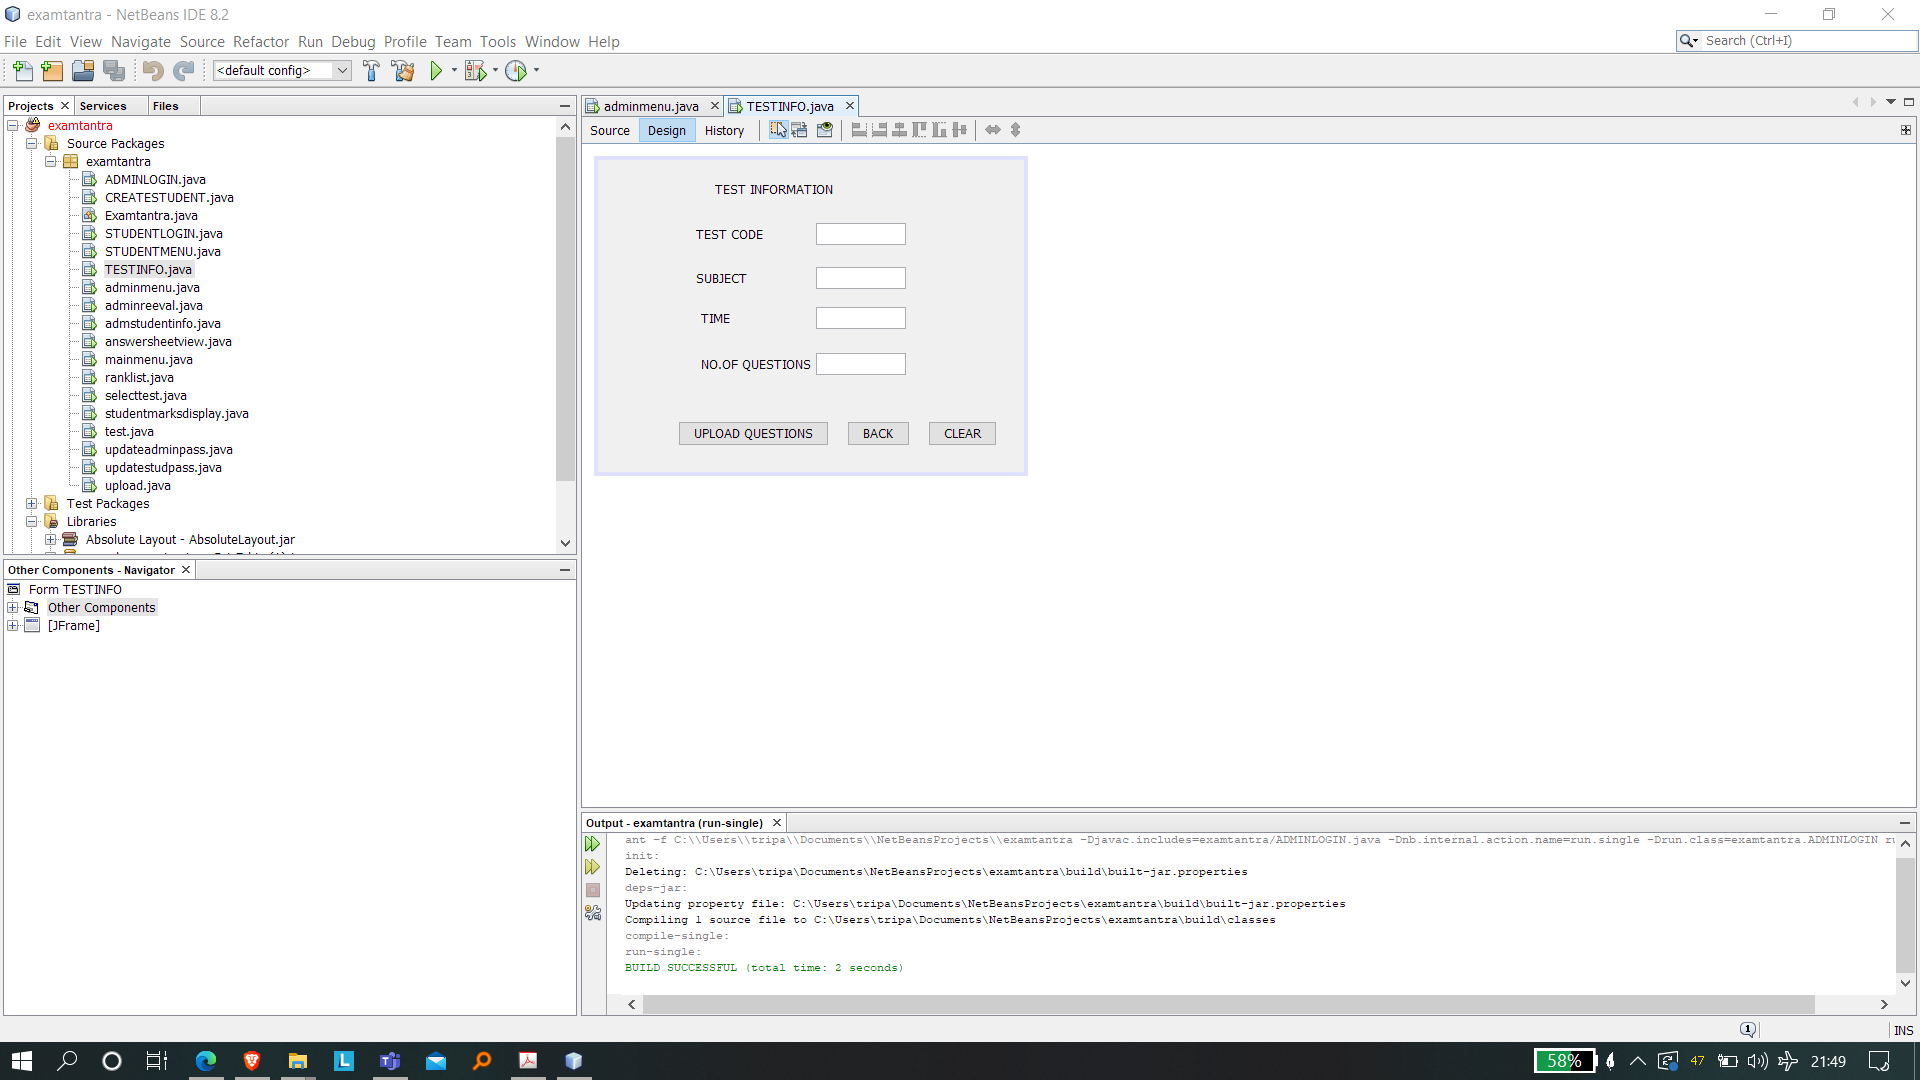 examtantra - NetBeans IDE 8.2
File Edit View Navigate Source Refactor Run Debug Profile Team Tools Window Help
Search (Ctrl+I)
<default config>
Projects Services Files
examtantra
Source Packages
examtantra
ADMINLOGIN.java
CREATESTUDENT.java
Examtantra.java
STUDENTLOGIN.java
STUDENTMENU.java
TESTINFO.java
adminmenu.java
adminreeval.java
admstudentinfo.java
answersheetview.java
mainmenu.java
ranklist.java
selecttest.java
studentmarksdisplay.java
test.java
updateadminpass.java
updatestudpass.java
upload.java
Test Packages
Libraries
Absolute Layout - AbsoluteLayout.jar
Other Components - Navigator
Form TESTINFO
Other Components
[JFrame]
adminmenu.java TESTINFO.java
Source Design History
TEST INFORMATION
TEST CODE
SUBJECT
TIME
NO.OF QUESTIONS
UPLOAD QUESTIONS BACK CLEAR
Output - examtantra (run-single)
ant -f C:\\Users\\tripa\\Documents\\NetBeansProjects\\examtantra -Djavac.includes=examtantra/ADMINLOGIN.java -Dnb.internal.action.name=run.single -Drun.class=examtantra.ADMINLOGIN
init:
Deleting: C:\Users\tripa\Documents\NetBeansProjects\examtantra\build\built-jar.properties
deps-jar:
Updating property file: C:\Users\tripa\Documents\NetBeansProjects\examtantra\build\built-jar.properties
Compiling 1 source file to C:\Users\tripa\Documents\NetBeansProjects\examtantra\build\classes
compile-single:
run-single:
BUILD SUCCESSFUL (total time: 2 seconds)
1 INS
58% 47 21:49